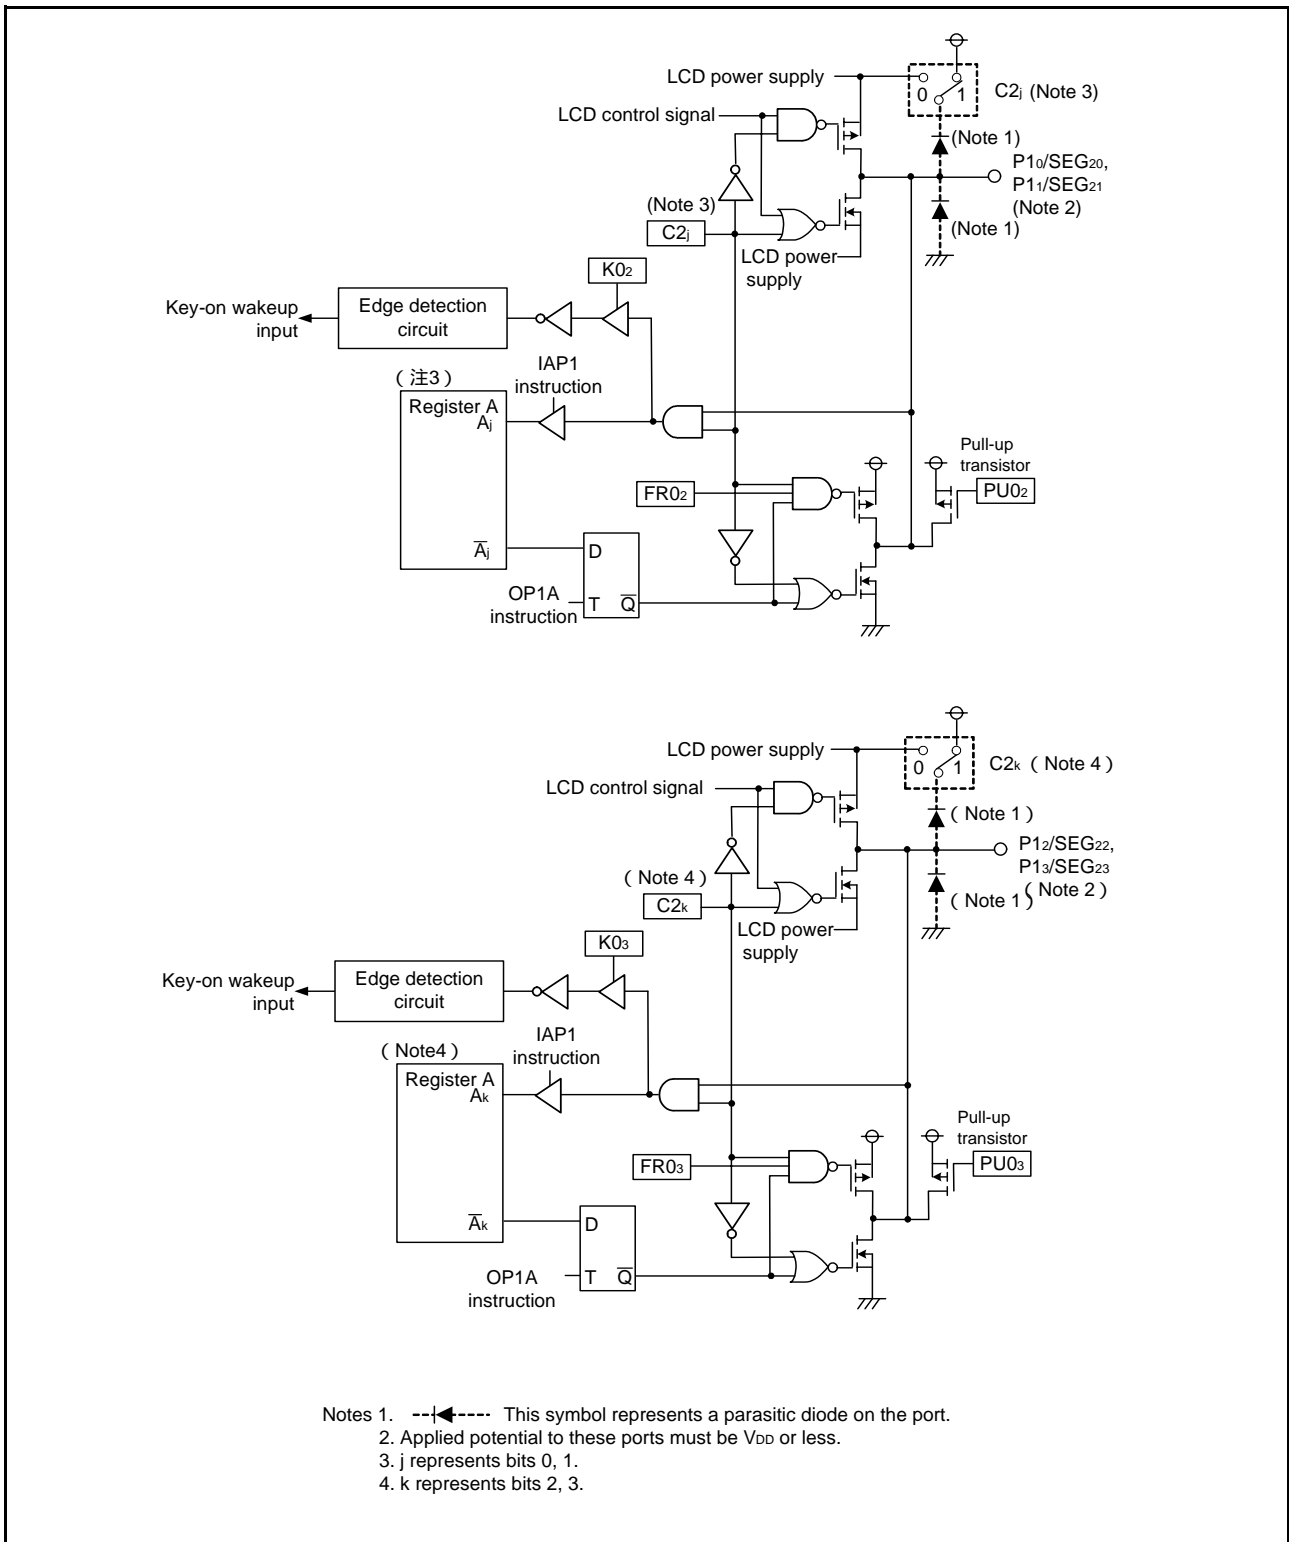 LCD power supply
0 1
C2j (Note 3)
LCD control signal
(Note 1)
P10/SEG20,
P11/SEG21
(Note 2)
(Note 3)
C2j
(Note 1)
LCD power
supply
K02
Key-on wakeup
input
Edge detection
circuit
IAP1
instruction
(注3)
Register A
Aj
Pull-up
transistor
FR02
PU02
A̅j
D
OP1A
instruction
T Q̅
LCD power supply
0 1
C2k (Note 4)
LCD control signal
(Note 1)
P12/SEG22,
P13/SEG23
(Note 2)
(Note 4)
C2k
(Note 1)
LCD power
supply
K03
Key-on wakeup
input
Edge detection
circuit
IAP1
instruction
(Note4)
Register A
Ak
Pull-up
transistor
FR03
PU03
A̅k
D
OP1A
instruction
T Q̅
Notes 1. This symbol represents a parasitic diode on the port.
2. Applied potential to these ports must be VDD or less.
3. j represents bits 0, 1.
4. k represents bits 2, 3.